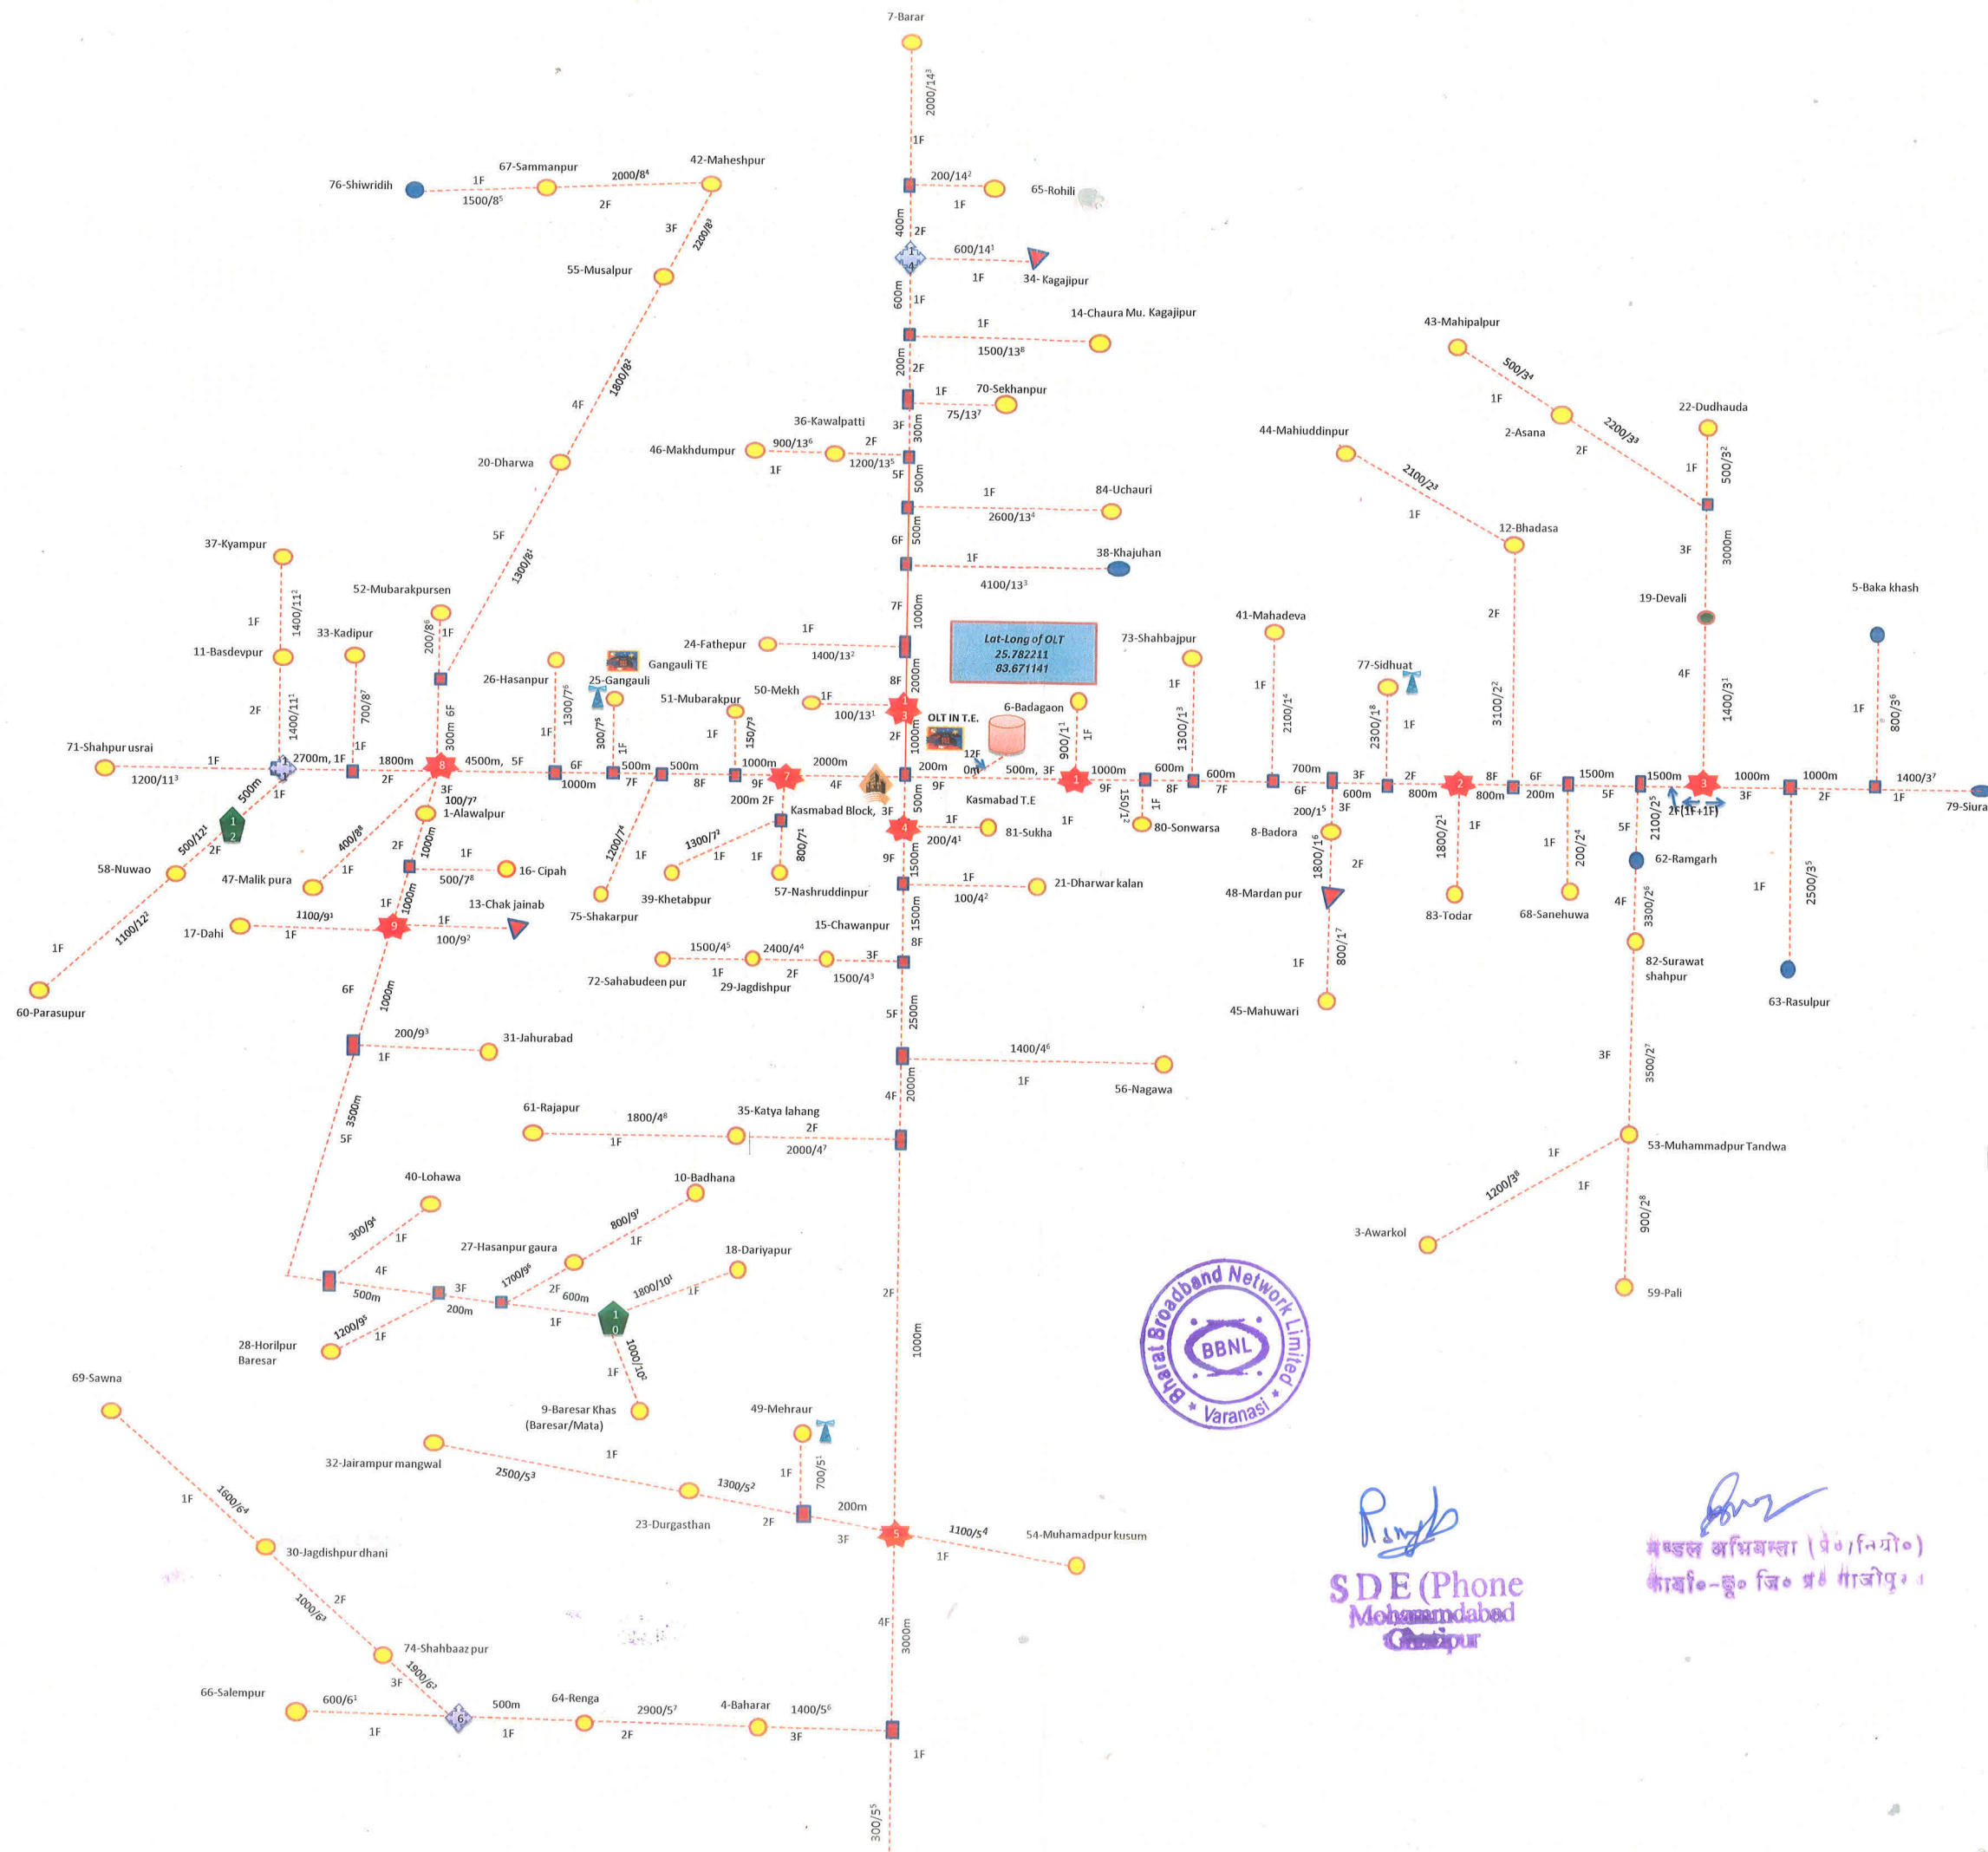 7-Barar
2000/14³
1F
200/14²
1F
65-Rohili
400m
2F
14
600/14¹
1F
34- Kagajipur
600m
1F
14-Chaura Mu. Kagajipur
1F
1500/13⁸
200m
2F
70-Sekhanpur
1F
75/13⁷
3F
300m
36-Kawalpatti
46-Makhdumpur
900/13⁶
1F
2F
1200/13⁵
5F
500m
84-Uchauri
1F
2600/13⁴
500m
6F
38-Khajuhan
1F
4100/13³
7F
1000m
24-Fathepur
1F
1400/13²
8F
2000m
50-Mekh
1F
100/13¹
13
2F
1000m
76-Shiwridih
1F
1500/8⁵
67-Sammanpur
2000/8⁴
2F
42-Maheshpur
3F
2200/8³
55-Musalpur
1800/8²
4F
20-Dharwa
5F
1300/8¹
37-Kyampur
1F
1400/11²
11-Basdevpur
2F
1400/11¹
33-Kadipur
700/8⁷
1F
52-Mubarakpursen
200/8⁶
1F
300m 6F
71-Shahpur usrai
1F
1200/11³
11
2700m, 1F
1800m
2F
8
3F
4500m, 5F
26-Hasanpur
1300/7⁶
1F
6F
1000m
Gangauli TE
25-Gangauli
300/7⁵
1F
500m
7F
51-Mubarakpur
1F
150/7³
500m
8F
1000m
9F
7
2000m
4F
200m 2F
Kasmabad Block,
3F
500m
Lat-Long of OLT
25.782211
83.671141
OLT IN T.E.
12F
0m
200m
9F
Kasmabad T.E
500m, 3F
6-Badagaon
900/1¹
1F
1
1F
1000m
9F
150/1²
1F
80-Sonwarsa
600m
8F
73-Shahbajpur
1F
1300/1³
600m
7F
41-Mahadeva
1F
2100/1⁴
700m
6F
200/1⁵
3F
8-Badora
1800/1⁶
2F
48-Mardan pur
1F
800/1⁷
45-Mahuwari
3F
600m
77-Sidhuat
2300/1⁸
1F
2F
800m
2
1800/2¹
1F
83-Todar
8F
800m
44-Mahiuddinpur
2100/2³
1F
12-Bhadasa
2F
3100/2²
6F
200m
1F
200/2⁴
68-Sanehuwa
1500m
5F
1500m
2F(1F+1F)
5F
2100/2⁵
62-Ramgarh
4F
3300/2⁶
82-Surawat
shahpur
3F
3500/2⁷
53-Muhammadpur Tandwa
1F
1200/3⁸
3-Awarkol
1F
900/2⁸
59-Pali
3
43-Mahipalpur
500/3⁴
1F
2-Asana
2200/3³
2F
22-Dudhauda
1F
500/3²
3F
3000m
19-Devali
4F
1400/3¹
1000m
3F
1000m
2F
1F
2500/3⁵
63-Rasulpur
5-Baka khash
1F
800/3⁶
1400/3⁷
1F
79-Siura
500m
1F
12
500/12¹
2F
58-Nuwao
1100/12²
1F
60-Parasupur
400/8⁸
1F
47-Malik pura
100/7⁷
1-Alawalpur
2F
1000m
1F
500/7⁸
16- Cipah
1F
1000m
13-Chak jainab
1F
100/9²
17-Dahi
1100/9¹
1F
9
6F
1000m
200/9³
1F
31-Jahurabad
3500m
5F
40-Lohawa
300/9⁴
1F
4F
500m
28-Horilpur
Baresar
1200/9⁵
1F
3F
200m
27-Hasanpur gaura
1700/9⁶
2F
10-Badhana
800/9⁷
1F
600m
1F
10
18-Dariyapur
1800/10¹
1F
1000/10²
1F
9-Baresar Khas
(Baresar/Mata)
1200/7⁴
1F
75-Shakarpur
1300/7²
1F
39-Khetabpur
1F
800/7¹
57-Nashruddinpur
4
1F
200/4¹
81-Sukha
9F
1500m
1F
100/4²
21-Dharwar kalan
1500m
8F
15-Chawanpur
1500/4⁵
1F
2400/4⁴
2F
3F
1500/4³
72-Sahabudeen pur
29-Jagdishpur
5F
2500m
1400/4⁶
1F
56-Nagawa
4F
2000m
61-Rajapur
1800/4⁸
1F
35-Katya lahang
2F
2000/4⁷
2F
1000m
49-Mehraur
1F
700/5¹
32-Jairampur mangwal
1F
2500/5³
23-Durgasthan
1300/5²
2F
200m
3F
5
1100/5⁴
1F
54-Muhamadpur kusum
4F
3000m
69-Sawna
1F
1600/6⁴
30-Jagdishpur dhani
1000/6³
2F
74-Shahbaaz pur
1900/6²
3F
66-Salempur
600/6¹
1F
6
500m
1F
64-Renga
2900/5⁷
2F
4-Baharar
1400/5⁶
3F
1F
300/5⁵
Bharat Broadband Network Limited
BBNL
★ Varanasi ★
SDE (Phone